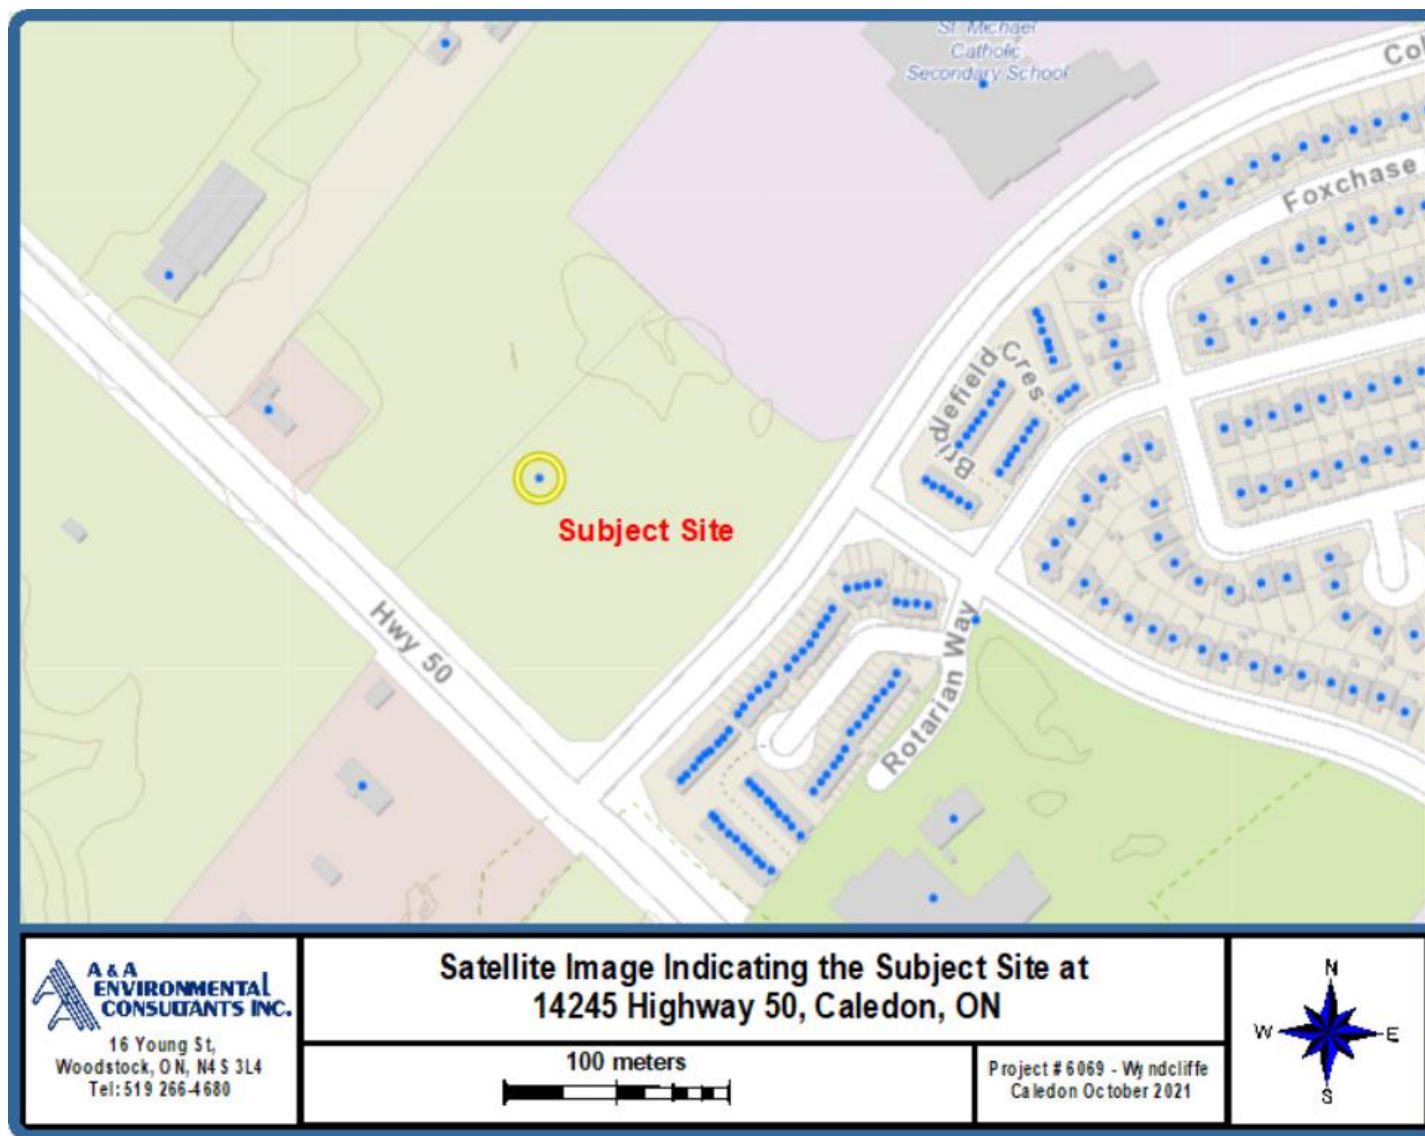 St. Michael
Catholic
Secondary School
Col
Foxchase
Bridlefield
Cres
Subject Site
Hwy 50
Rotarian Way
A & A
ENVIRONMENTAL
CONSULTANTS INC.
16 Young St,
Woodstock, ON, N4S 3L4
Tel: 519 266-4680
Satellite Image Indicating the Subject Site at
14245 Highway 50, Caledon, ON
100 meters
Project # 6069 - Wyndcliffe
Caledon October 2021
N
W
E
S